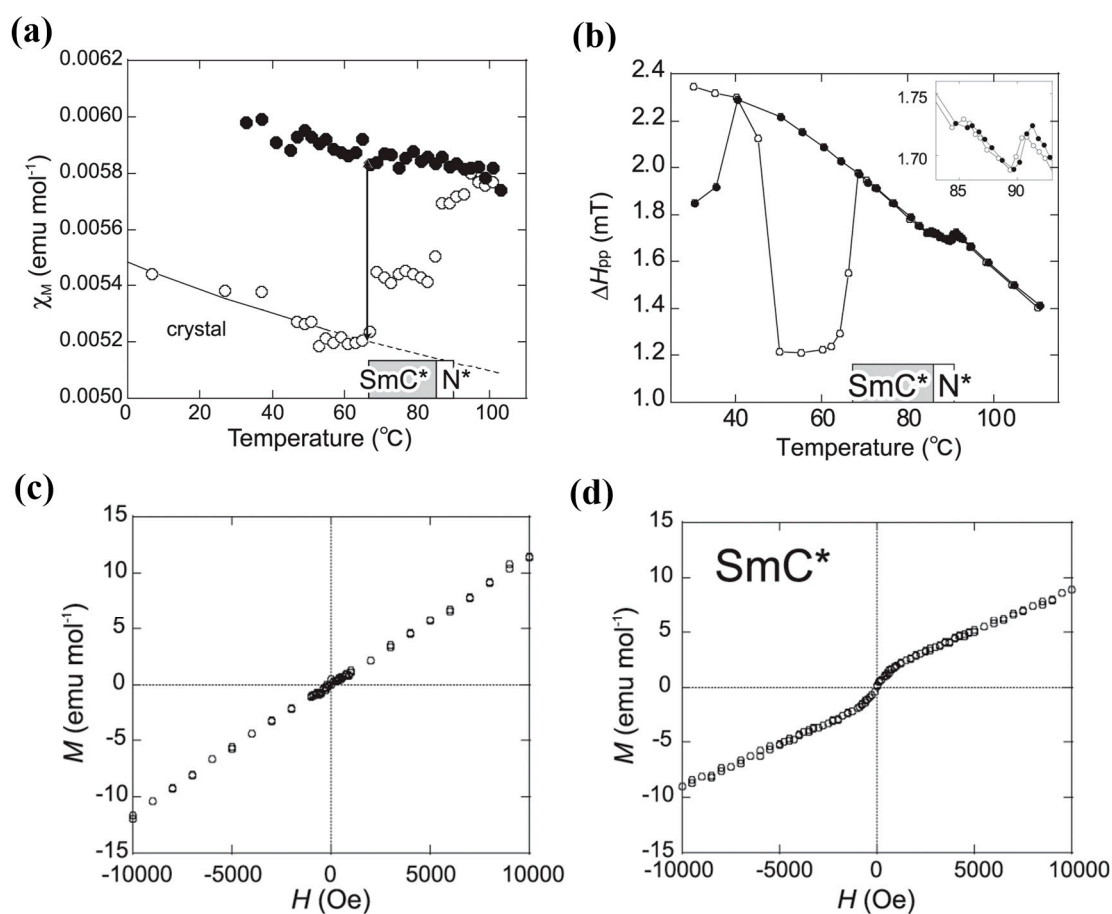 (a)
0.0062
0.0060
0.0058
0.0056
0.0054
0.0052
0.0050
χM (emu mol-1)
crystal
SmC* N*
0 20 40 60 80 100
Temperature (°C)
(b)
2.4
2.2
2.0
1.8
1.6
1.4
1.2
1.0
ΔHpp (mT)
1.75
1.70
85 90
SmC* N*
40 60 80 100
Temperature (°C)
(c)
15
10
5
0
-5
-10
-15
M (emu mol-1)
-10000 -5000 0 5000 10000
H (Oe)
(d)
SmC*
15
10
5
0
-5
-10
-15
M (emu mol-1)
-10000 -5000 0 5000 10000
H (Oe)